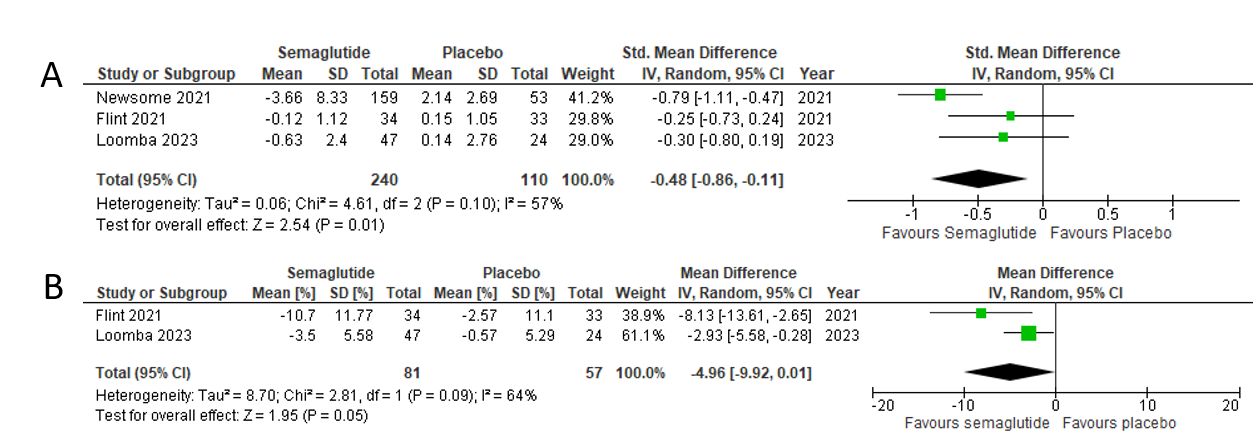 A
Semaglutide Placebo Std. Mean Difference Std. Mean Difference
Study or Subgroup Mean SD Total Mean SD Total Weight IV, Random, 95% CI Year IV, Random, 95% CI
Newsome 2021 -3.66 8.33 159 2.14 2.69 53 41.2% -0.79 [-1.11, -0.47] 2021
Flint 2021 -0.12 1.12 34 0.15 1.05 33 29.8% -0.25 [-0.73, 0.24] 2021
Loomba 2023 -0.63 2.4 47 0.14 2.76 24 29.0% -0.30 [-0.80, 0.19] 2023
Total (95% CI) 240 110 100.0% -0.48 [-0.86, -0.11]
Heterogeneity: Tau² = 0.06; Chi² = 4.61, df = 2 (P = 0.10); I² = 57%
Test for overall effect: Z = 2.54 (P = 0.01)
-1 -0.5 0 0.5 1
Favours Semaglutide Favours Placebo
B
Semaglutide Placebo Mean Difference Mean Difference
Study or Subgroup Mean [%] SD [%] Total Mean [%] SD [%] Total Weight IV, Random, 95% CI Year IV, Random, 95% CI
Flint 2021 -10.7 11.77 34 -2.57 11.1 33 38.9% -8.13 [-13.61, -2.65] 2021
Loomba 2023 -3.5 5.58 47 -0.57 5.29 24 61.1% -2.93 [-5.58, -0.28] 2023
Total (95% CI) 81 57 100.0% -4.96 [-9.92, 0.01]
Heterogeneity: Tau² = 8.70; Chi² = 2.81, df = 1 (P = 0.09); I² = 64%
Test for overall effect: Z = 1.95 (P = 0.05)
-20 -10 0 10 20
Favours semaglutide Favours placebo